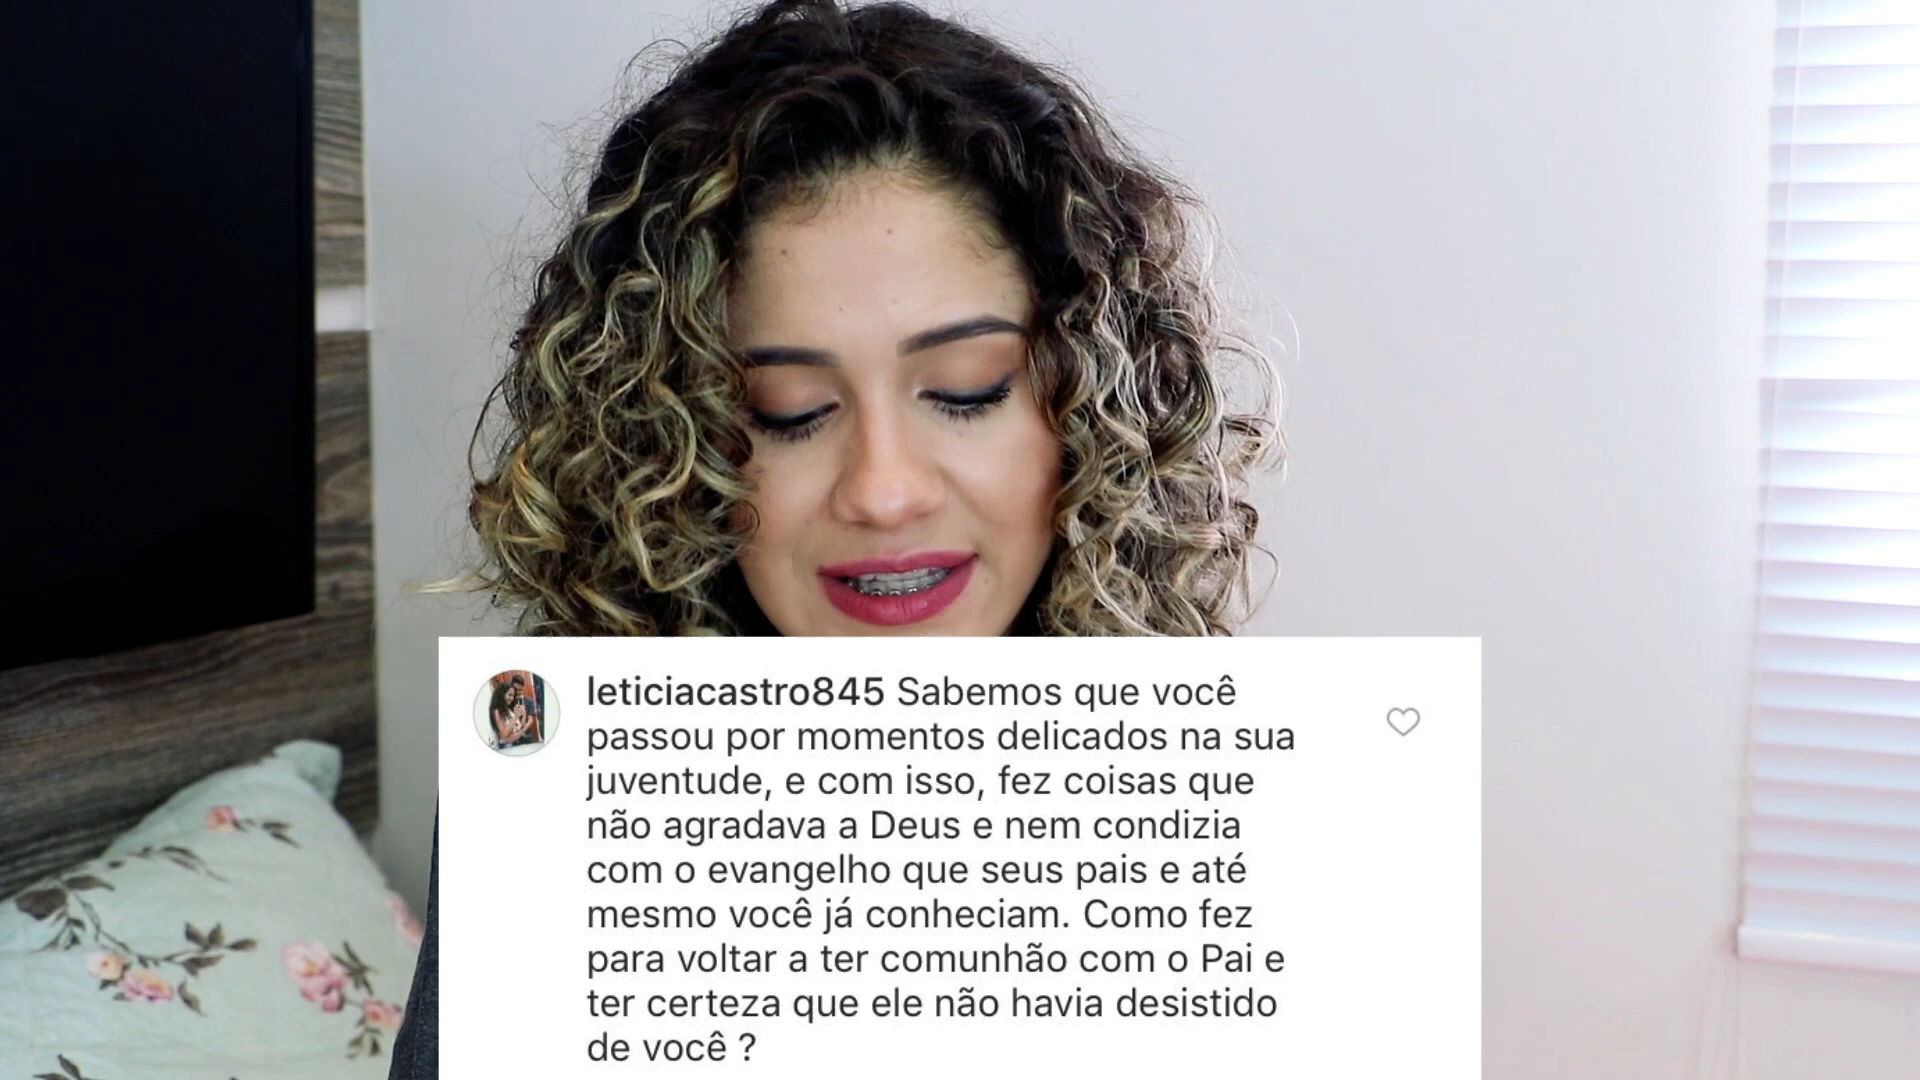 leticiacastro845 Sabemos que você
passou por momentos delicados na sua
juventude, e com isso, fez coisas que
não agradava a Deus e nem condizia
com o evangelho que seus pais e até
mesmo você já conheciam. Como fez
para voltar a ter comunhão com o Pai e
ter certeza que ele não havia desistido
de você ?